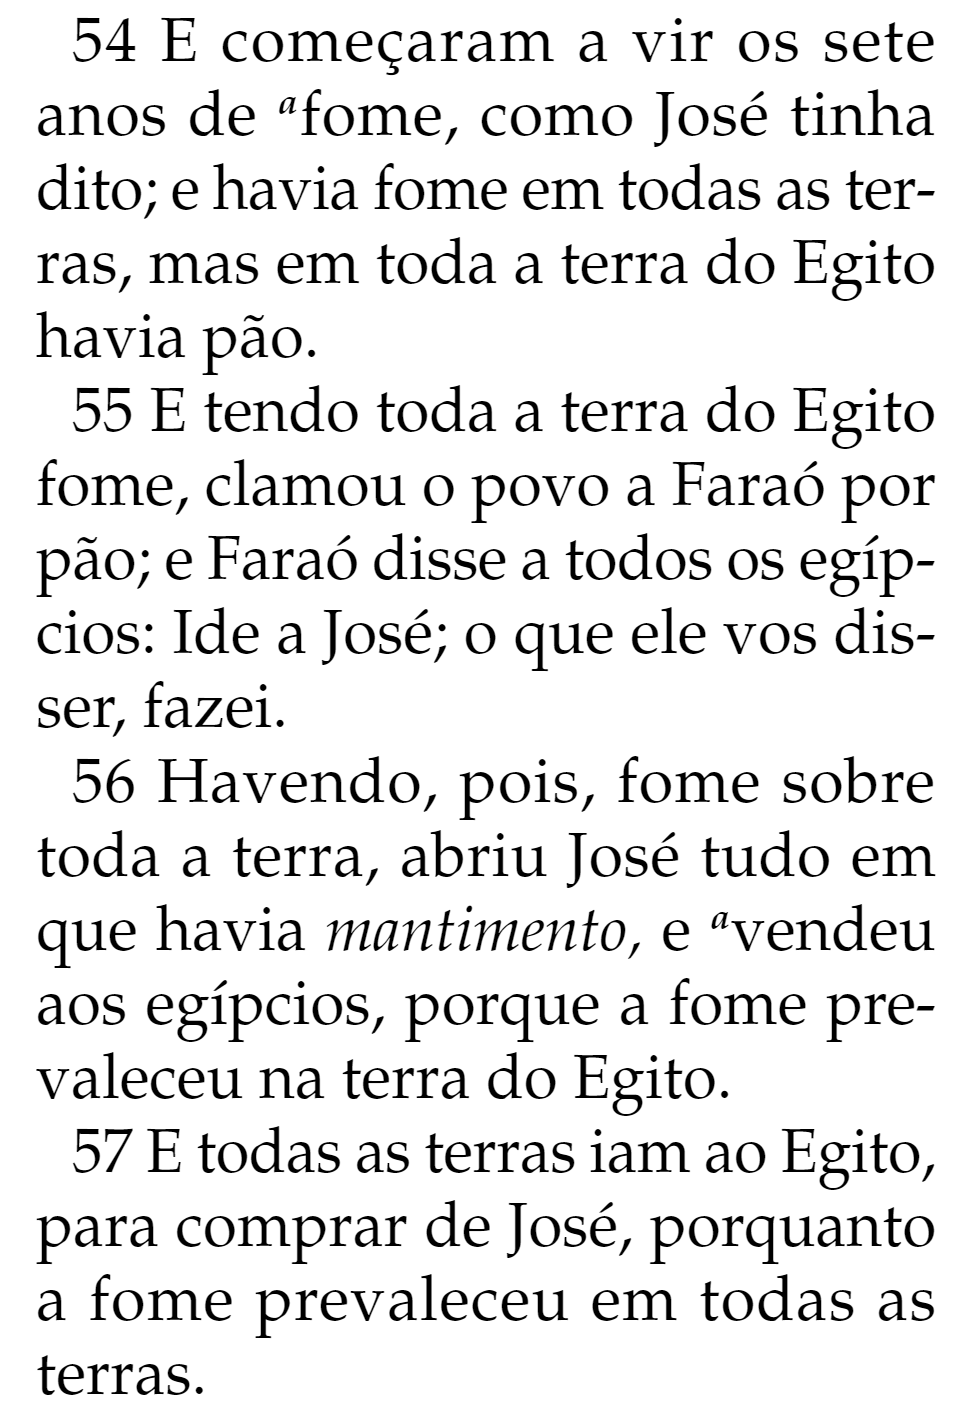 54 E começaram a vir os sete
anos de ᵃfome, como José tinha
dito; e havia fome em todas as ter-
ras, mas em toda a terra do Egito
havia pão.
55 E tendo toda a terra do Egito
fome, clamou o povo a Faraó por
pão; e Faraó disse a todos os egíp-
cios: Ide a José; o que ele vos dis-
ser, fazei.
56 Havendo, pois, fome sobre
toda a terra, abriu José tudo em
que havia mantimento, e ᵃvendeu
aos egípcios, porque a fome pre-
valeceu na terra do Egito.
57 E todas as terras iam ao Egito,
para comprar de José, porquanto
a fome prevaleceu em todas as
terras.